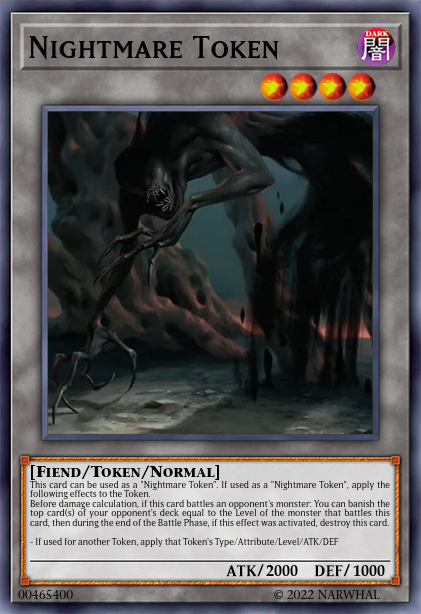 NIGHTMARE TOKEN
DARK
闇
[FIEND/TOKEN/NORMAL]
This card can be used as a "Nightmare Token". If used as a "Nightmare Token", apply the
following effects to the Token.
Before damage calculation, if this card battles an opponent's monster: You can banish the
top card(s) of your opponent's deck equal to the Level of the monster that battles this
card, then during the end of the Battle Phase, if this effect was activated, destroy this card.
- If used for another Token, apply that Token's Type/Attribute/Level/ATK/DEF
ATK/2000 DEF/1000
00465400 © 2022 NARWHAL